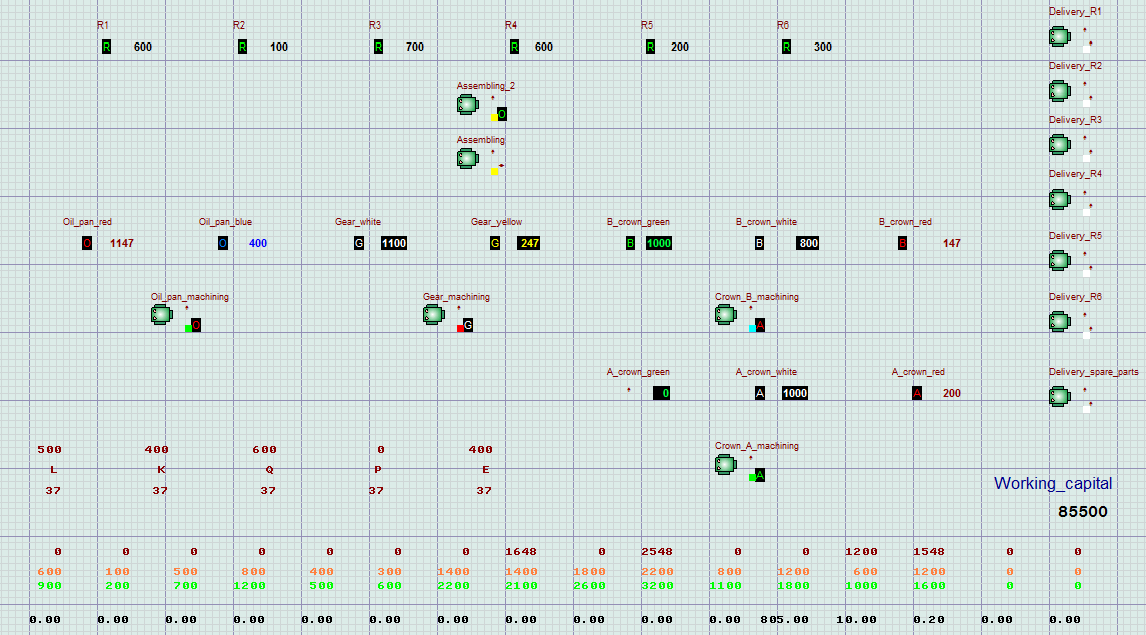 R1 R2 R3 R4 R5 R6 Delivery_R1
R 600 R 100 R 700 R 600 R 200 R 300
Delivery_R2
Assembling_2
O
Delivery_R3
Assembling
Delivery_R4
Oil_pan_red Oil_pan_blue Gear_white Gear_yellow B_crown_green B_crown_white B_crown_red
Delivery_R5
O 1147 O 400 G 1100 G 247 B 1000 B 800 B 147
Oil_pan_machining Gear_machining Crown_B_machining Delivery_R6
O G A
A_crown_green A_crown_white A_crown_red Delivery_spare_parts
0 A 1000 A 200
Crown_A_machining
500 400 600 0 400
L K Q P E
A
37 37 37 37 37
Working_capital
85500
0 0 0 0 0 0 0 1648 0 2548 0 0 1200 1548 0 0
600 100 500 800 400 300 1400 1400 1800 2200 800 1200 600 1200 0 0
900 200 700 1200 500 600 2200 2100 2600 3200 1100 1800 1000 1600 0 0
0.00 0.00 0.00 0.00 0.00 0.00 0.00 0.00 0.00 0.00 0.00 805.00 10.00 0.20 0.00 0.00